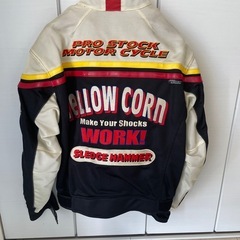 PRO STOCK
MOTOR CYCLE
YELLOW CORN
Make Your Shocks
WORK!
SLEDGE HAMMER